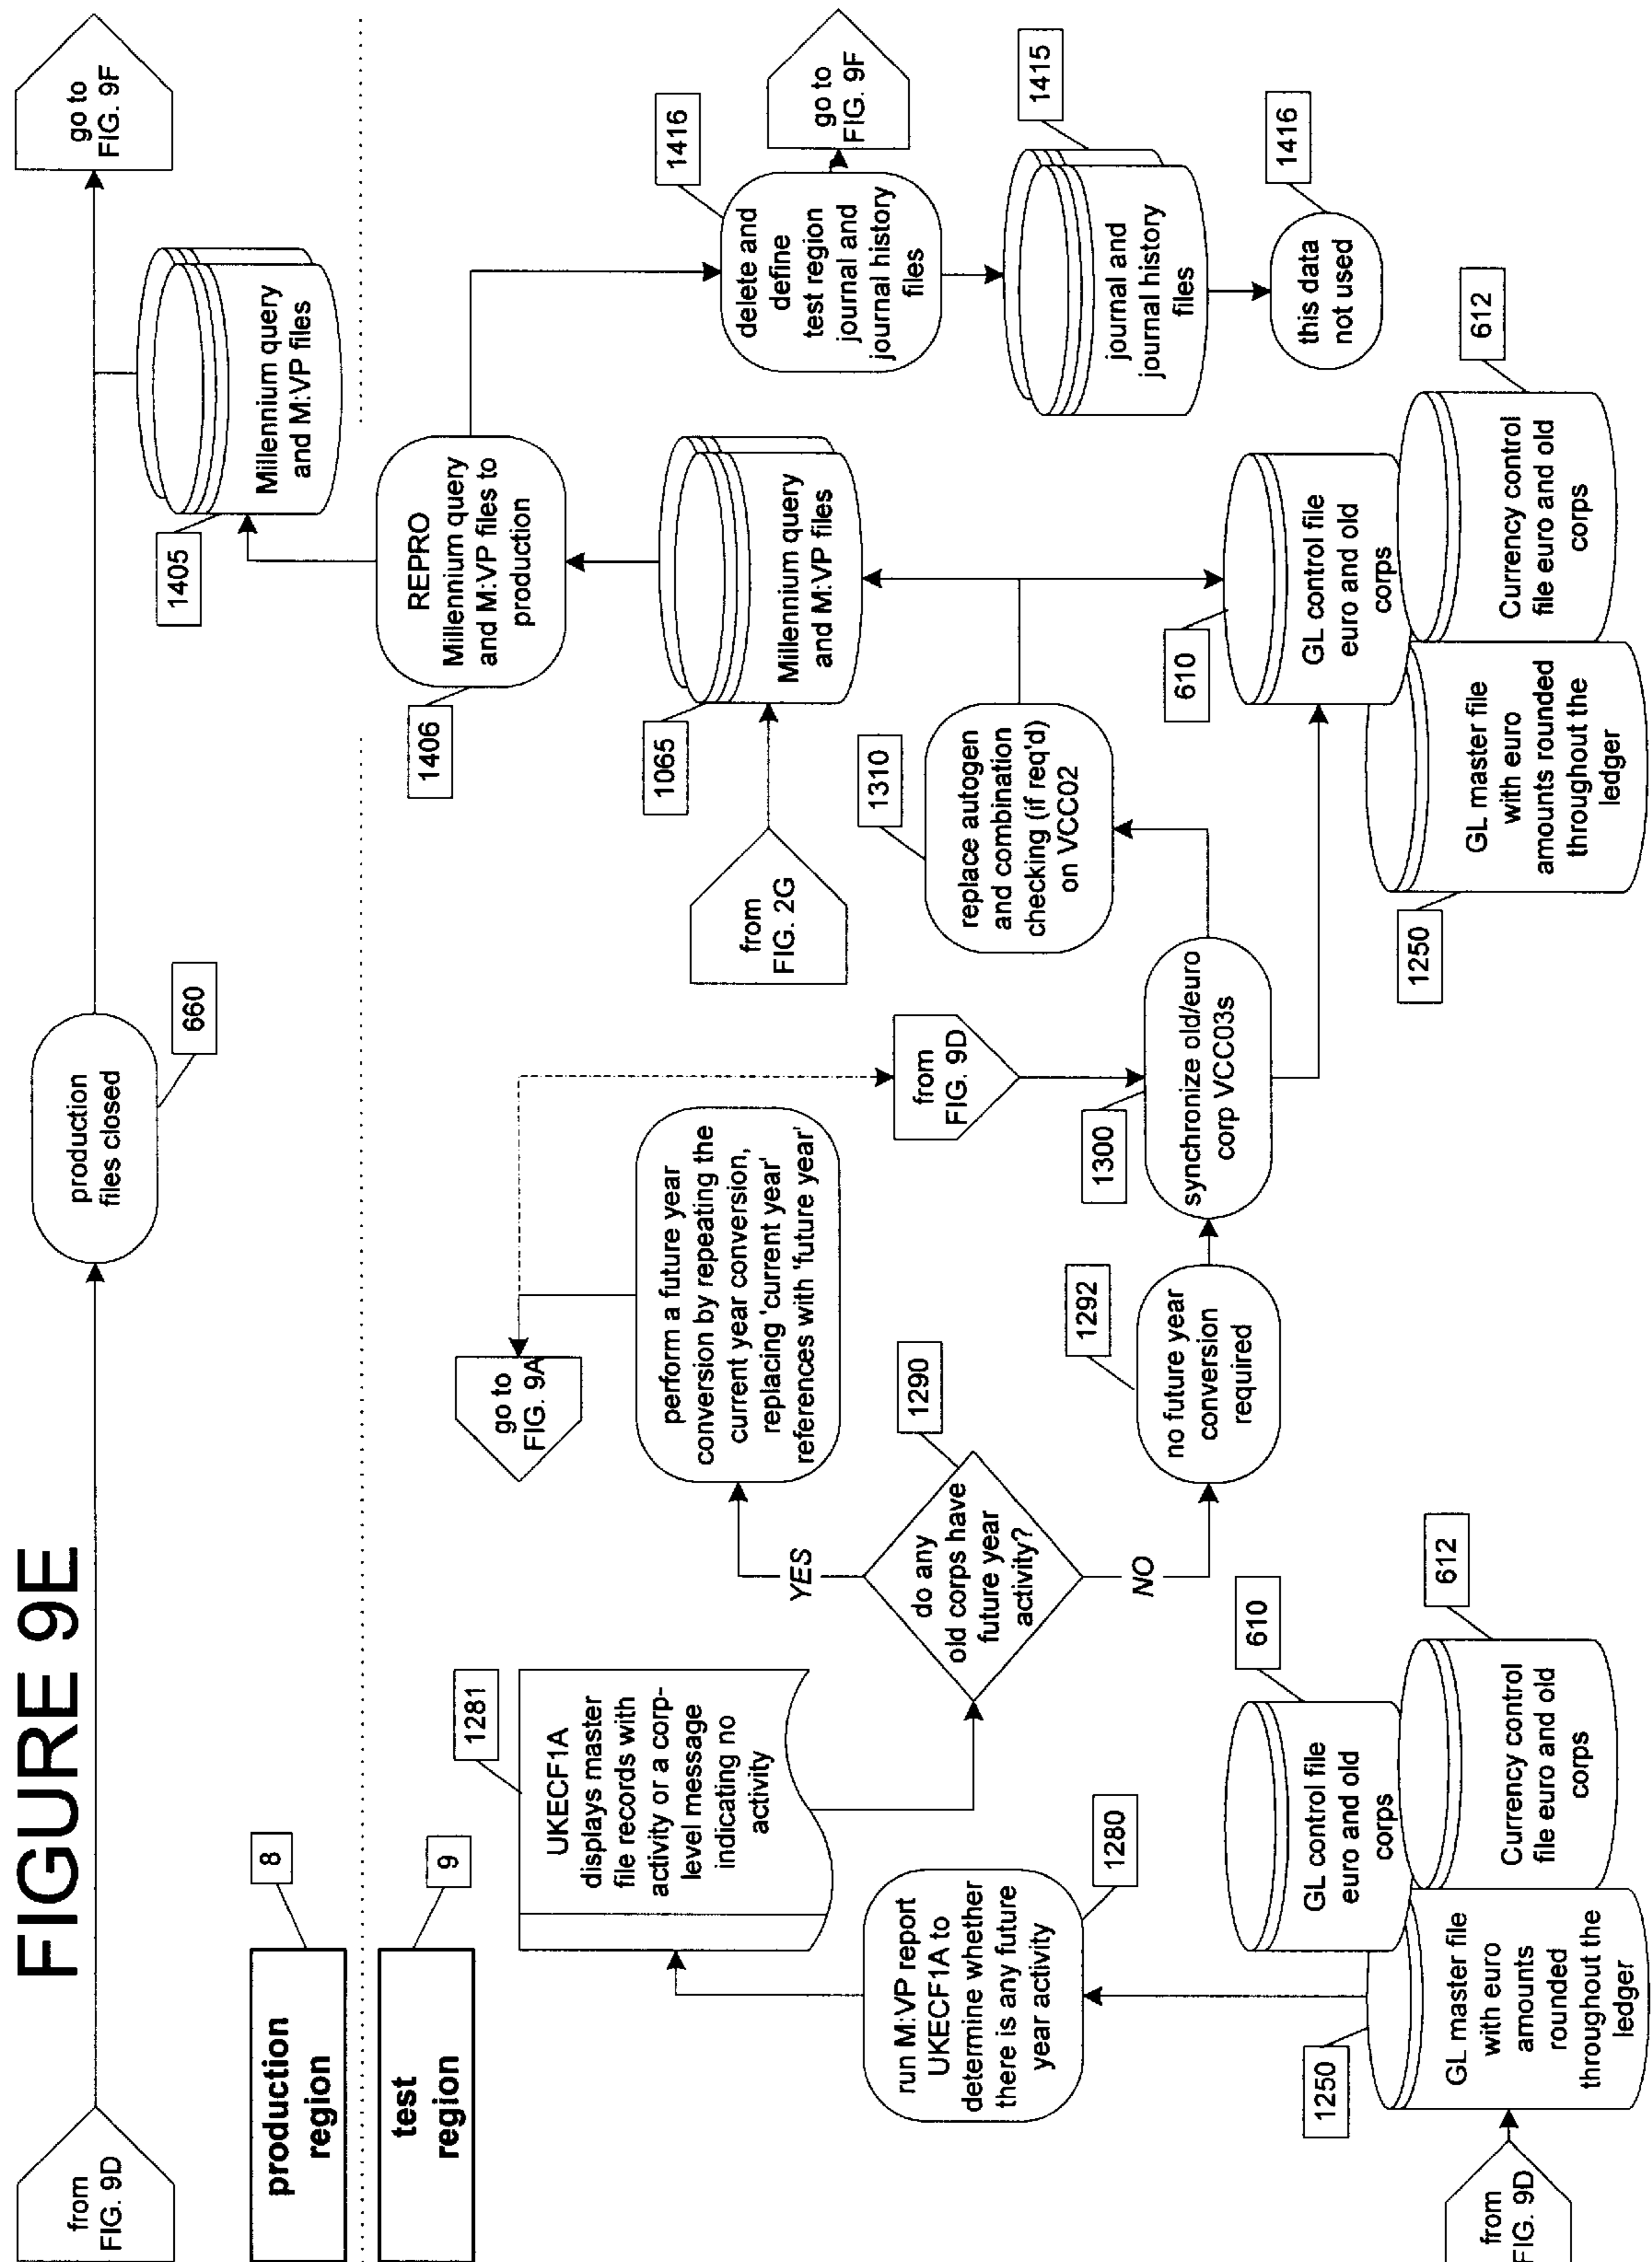 FIGURE 9E
from
FIG. 9D
production
files closed
660
go to
FIG. 9F
production
region
8
1405
Millennium query
and M:VP files
test
region
9
1281
UKECF1A
displays master
file records with
activity or a corp-
level message
indicating no
activity
go to
FIG. 9A
perform a future year
conversion by repeating the
current year conversion,
replacing 'current year'
references with 'future year'
1406
REPRO
Millennium query
and M:VP files to
production
1416
delete and
define
test region
journal and
journal history
files
go to
FIG. 9F
YES
from
FIG. 2G
1065
Millennium query
and M:VP files
run M:VP report
UKECF1A to
determine whether
there is any future
year activity
1280
do any
old corps have
future year
activity?
1290
from
FIG. 9D
1310
replace autogen
and combination
checking (if req'd)
on VCC02
journal and
journal history
files
1415
NO
1292
no future year
conversion
required
1300
synchronize old/euro
corp VCC03s
this data
not used
1416
from
FIG. 9D
1250
GL master file
with euro
amounts
rounded
throughout the
ledger
GL control file
euro and old
corps
610
Currency control
file euro and old
corps
612
1250
GL master file
with euro
amounts rounded
throughout the
ledger
610
GL control file
euro and old
corps
Currency control
file euro and old
corps
612